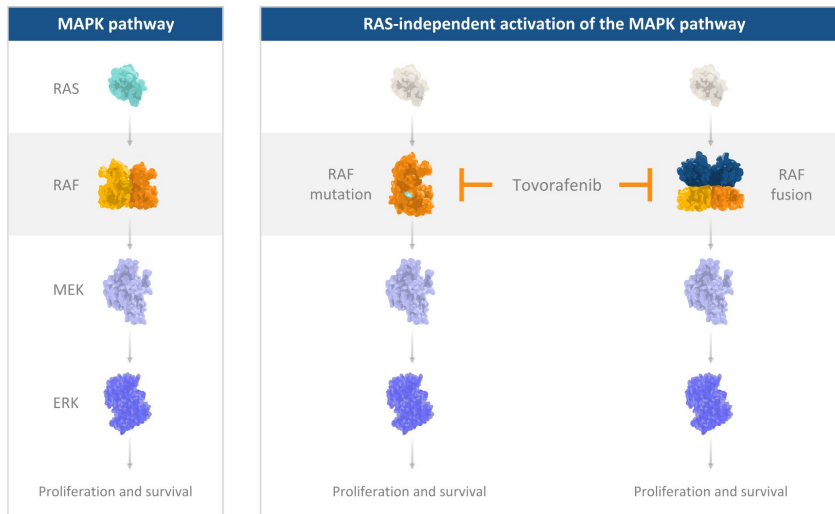 MAPK pathway
RAS
RAF
MEK
ERK
Proliferation and survival
RAS-independent activation of the MAPK pathway
RAF
mutation
Tovorafenib
RAF
fusion
Proliferation and survival
Proliferation and survival